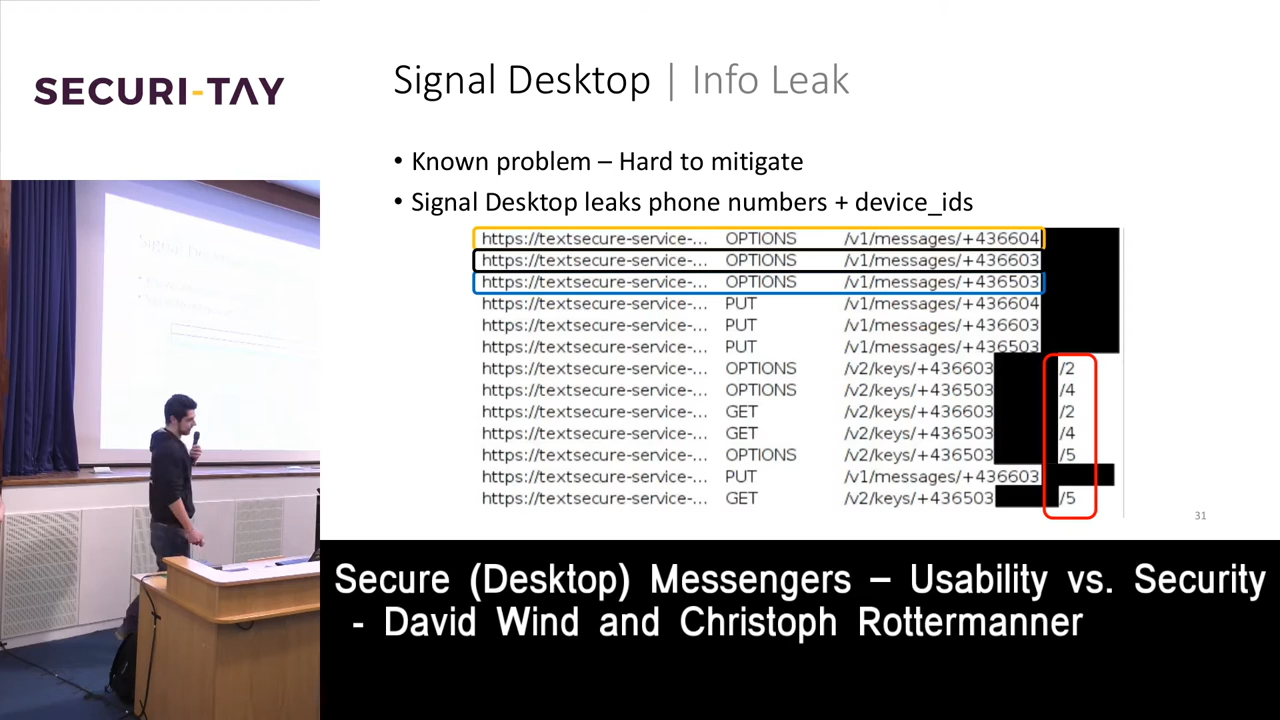 SECURI-TAY
Signal Desktop | Info Leak
• Known problem – Hard to mitigate
• Signal Desktop leaks phone numbers + device_ids
https://textsecure-service-... OPTIONS /v1/messages/+436604
https://textsecure-service-... OPTIONS /v1/messages/+436603
https://textsecure-service-... OPTIONS /v1/messages/+436503
https://textsecure-service-... PUT /v1/messages/+436604
https://textsecure-service-... PUT /v1/messages/+436603
https://textsecure-service-... PUT /v1/messages/+436503
https://textsecure-service-... OPTIONS /v2/keys/+436603 /2
https://textsecure-service-... OPTIONS /v2/keys/+436503 /4
https://textsecure-service-... GET /v2/keys/+436603 /2
https://textsecure-service-... GET /v2/keys/+436503 /4
https://textsecure-service-... OPTIONS /v2/keys/+436503 /5
https://textsecure-service-... PUT /v1/messages/+436603
https://textsecure-service-... GET /v2/keys/+436503 /5
31
Secure (Desktop) Messengers – Usability vs. Security
- David Wind and Christoph Rottermanner